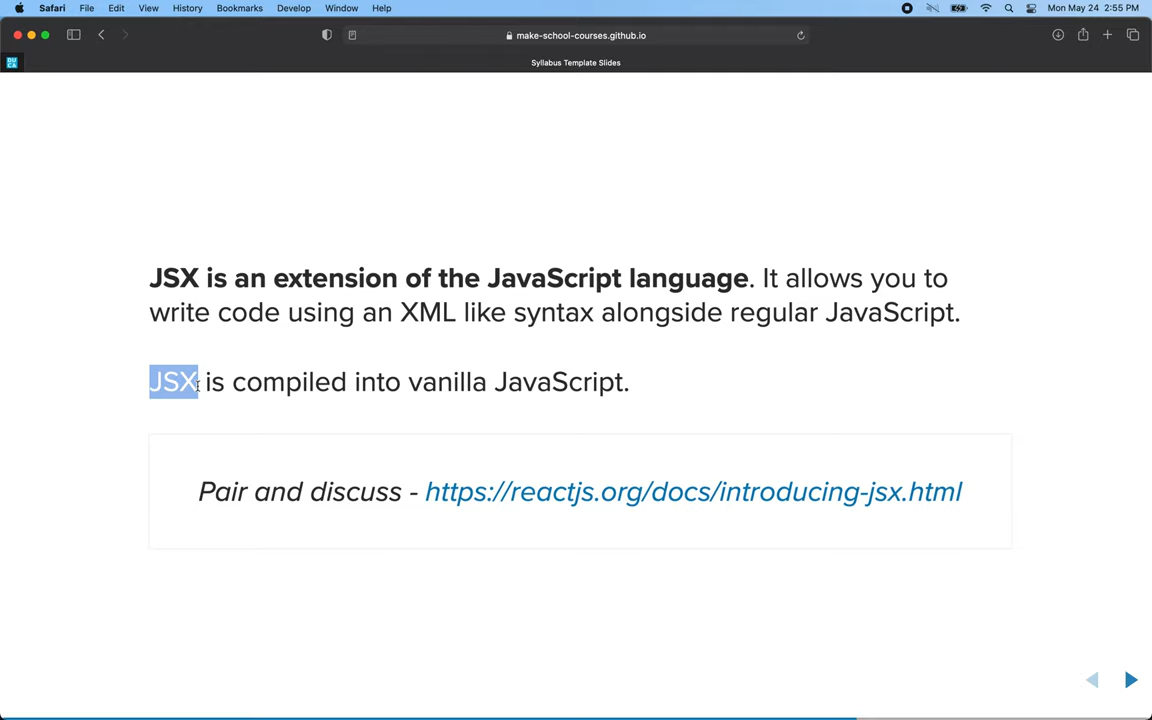 Safari File Edit View History Bookmarks Develop Window Help Mon May 24 2:55 PM
make-school-courses.github.io
DU
CA
Syllabus Template Slides
JSX is an extension of the JavaScript language. It allows you to
write code using an XML like syntax alongside regular JavaScript.
JSX is compiled into vanilla JavaScript.
Pair and discuss - https://reactjs.org/docs/introducing-jsx.html